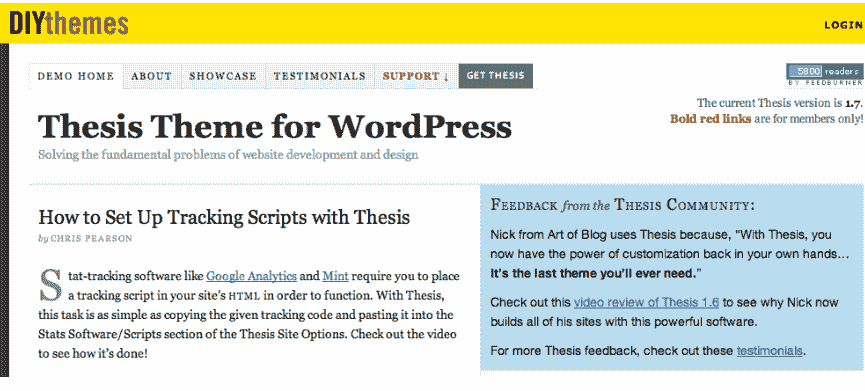 DIYthemes
LOGIN
DEMO HOME ABOUT SHOWCASE TESTIMONIALS SUPPORT ↓ GET THESIS
5800 readers
BY FEEDBURNER
The current Thesis version is 1.7.
Bold red links are for members only!
Thesis Theme for WordPress
Solving the fundamental problems of website development and design
How to Set Up Tracking Scripts with Thesis
by CHRIS PEARSON
Stat-tracking software like Google Analytics and Mint require you to place
a tracking script in your site's HTML in order to function. With Thesis,
this task is as simple as copying the given tracking code and pasting it into the
Stats Software/Scripts section of the Thesis Site Options. Check out the video
to see how it's done!
FEEDBACK from the THESIS COMMUNITY:
Nick from Art of Blog uses Thesis because, "With Thesis, you
now have the power of customization back in your own hands…
It's the last theme you'll ever need."
Check out this video review of Thesis 1.6 to see why Nick now
builds all of his sites with this powerful software.
For more Thesis feedback, check out these testimonials.